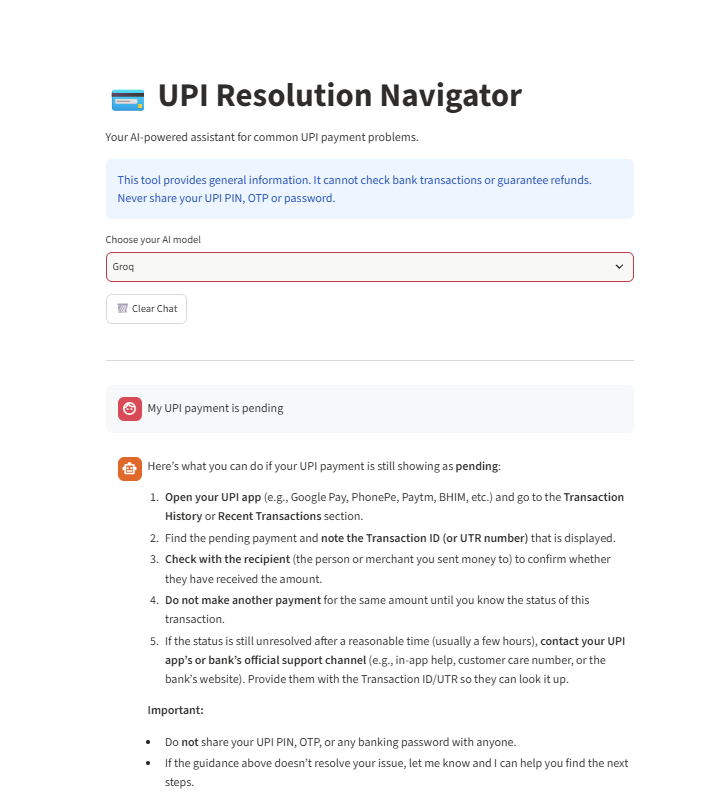 UPI Resolution Navigator
Your AI-powered assistant for common UPI payment problems.
This tool provides general information. It cannot check bank transactions or guarantee refunds.
Never share your UPI PIN, OTP or password.
Choose your AI model
Groq
Clear Chat
My UPI payment is pending
Here’s what you can do if your UPI payment is still showing as pending:
1. Open your UPI app (e.g., Google Pay, PhonePe, Paytm, BHIM, etc.) and go to the Transaction
History or Recent Transactions section.
2. Find the pending payment and note the Transaction ID (or UTR number) that is displayed.
3. Check with the recipient (the person or merchant you sent money to) to confirm whether
they have received the amount.
4. Do not make another payment for the same amount until you know the status of this
transaction.
5. If the status is still unresolved after a reasonable time (usually a few hours), contact your UPI
app’s or bank’s official support channel (e.g., in-app help, customer care number, or the
bank’s website). Provide them with the Transaction ID/UTR so they can look it up.
Important:
• Do not share your UPI PIN, OTP, or any banking password with anyone.
• If the guidance above doesn’t resolve your issue, let me know and I can help you find the next
steps.